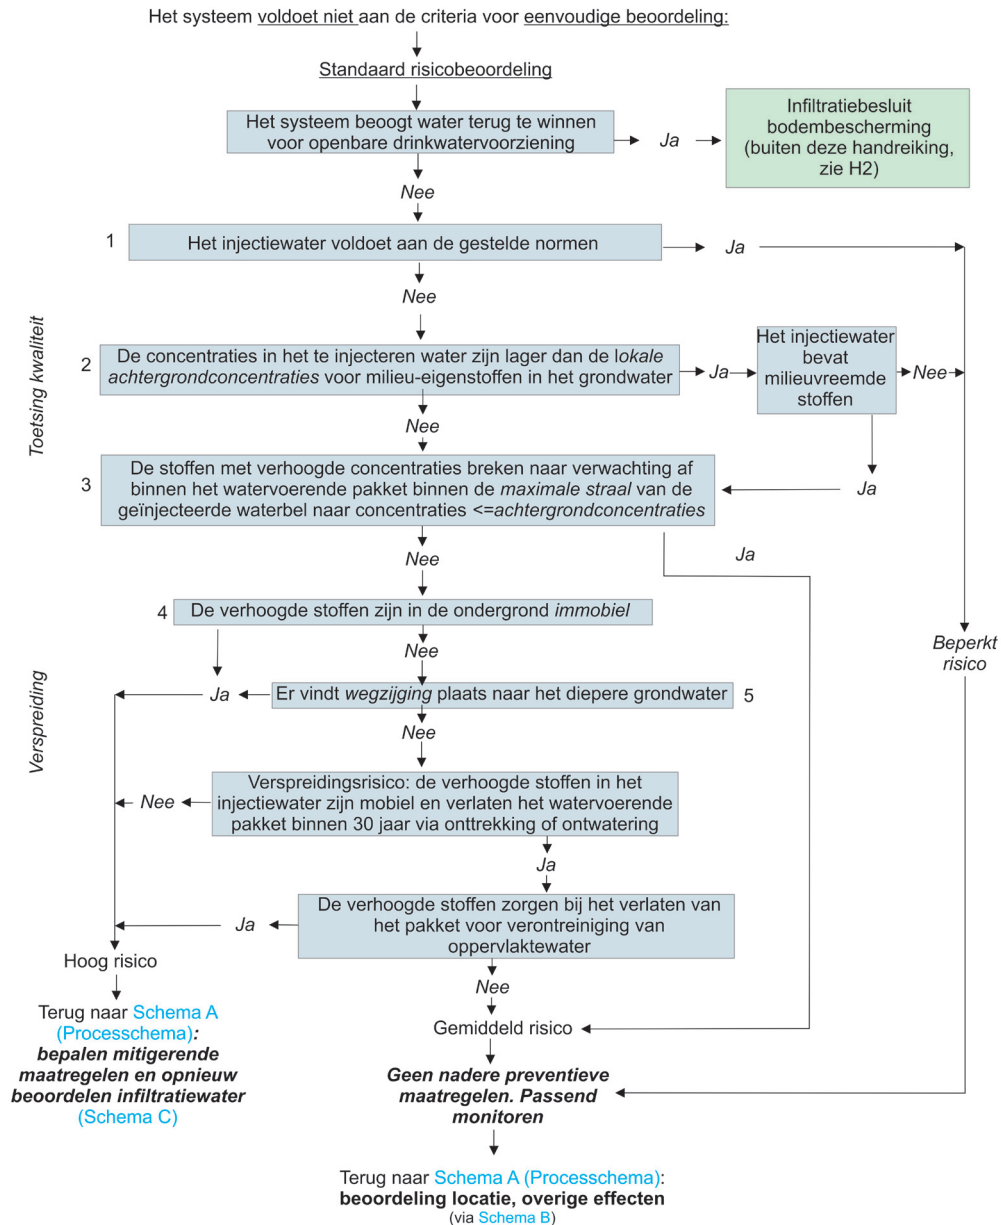 Het systeem voldoet niet aan de criteria voor eenvoudige beoordeling:
Standaard risicobeoordeling
Het systeem beoogt water terug te winnen
voor openbare drinkwatervoorziening
Ja
Infiltratiebesluit
bodembescherming
(buiten deze handreiking,
zie H2)
Nee
1
Het injectiewater voldoet aan de gestelde normen
Ja
Nee
Toetsing kwaliteit
2
De concentraties in het te injecteren water zijn lager dan de lokale
achtergrondconcentraties voor milieu-eigenstoffen in het grondwater
Ja
Het injectiewater
bevat
milieuvreemde
stoffen
Nee
Nee
Ja
3
De stoffen met verhoogde concentraties breken naar verwachting af
binnen het watervoerende pakket binnen de maximale straal van de
geïnjecteerde waterbel naar concentraties <=achtergrondconcentraties
Ja
Nee
4
De verhoogde stoffen zijn in de ondergrond immobiel
Nee
Beperkt
risico
Verspreiding
Ja
Er vindt wegzijging plaats naar het diepere grondwater
5
Nee
Verspreidingsrisico: de verhoogde stoffen in het
injectiewater zijn mobiel en verlaten het watervoerende
pakket binnen 30 jaar via onttrekking of ontwatering
Nee
Ja
De verhoogde stoffen zorgen bij het verlaten van
het pakket voor verontreiniging van
oppervlaktewater
Ja
Hoog risico
Nee
Terug naar Schema A
(Processchema):
bepalen mitigerende
maatregelen en opnieuw
beoordelen infiltratiewater
(Schema C)
Gemiddeld risico
Geen nadere preventieve
maatregelen. Passend
monitoren
Terug naar Schema A (Processchema):
beoordeling locatie, overige effecten
(via Schema B)